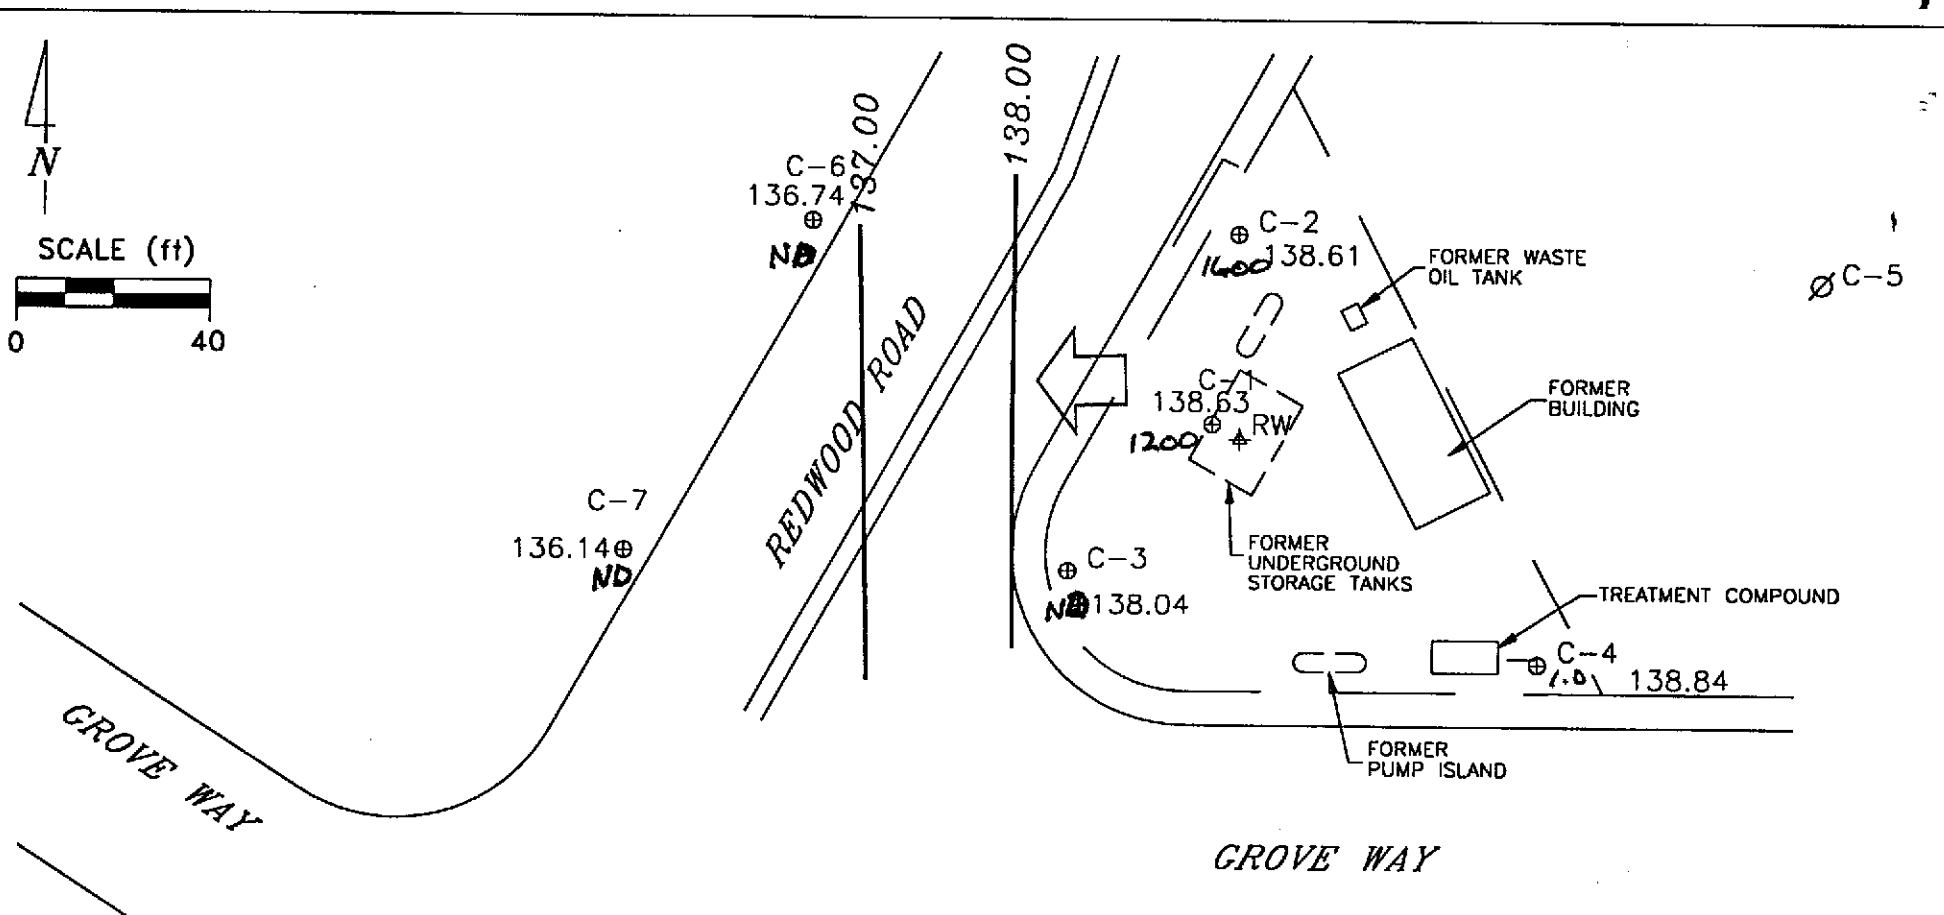 N
SCALE (ft)
0 40
C-6
136.74
ND
137.00
138.00
C-2
138.61
1600
FORMER WASTE
OIL TANK
C-5
FORMER
BUILDING
C-1
138.63
1200
RW
REDWOOD ROAD
C-7
136.14
ND
C-3
ND
138.04
FORMER
UNDERGROUND
STORAGE TANKS
TREATMENT COMPOUND
C-4
1.0
138.84
FORMER
PUMP ISLAND
GROVE WAY
GROVE WAY